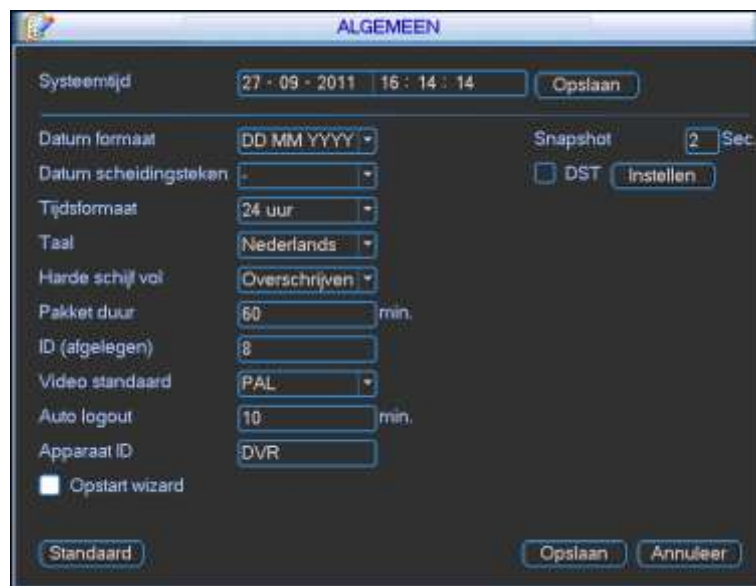 ALGEMEEN
Systeemtijd 27 - 09 - 2011 16 : 14 : 14 Opslaan
Datum formaat DD MM YYYY Snapshot 2 Sec.
Datum scheidingsteken - DST Instellen
Tijdsformaat 24 uur
Taal Nederlands
Harde schijf vol Overschrijven
Pakket duur 60 min.
ID (afgelegen) 8
Video standaard PAL
Auto logout 10 min.
Apparaat ID DVR
Opstart wizard
Standaard Opslaan Annuleer